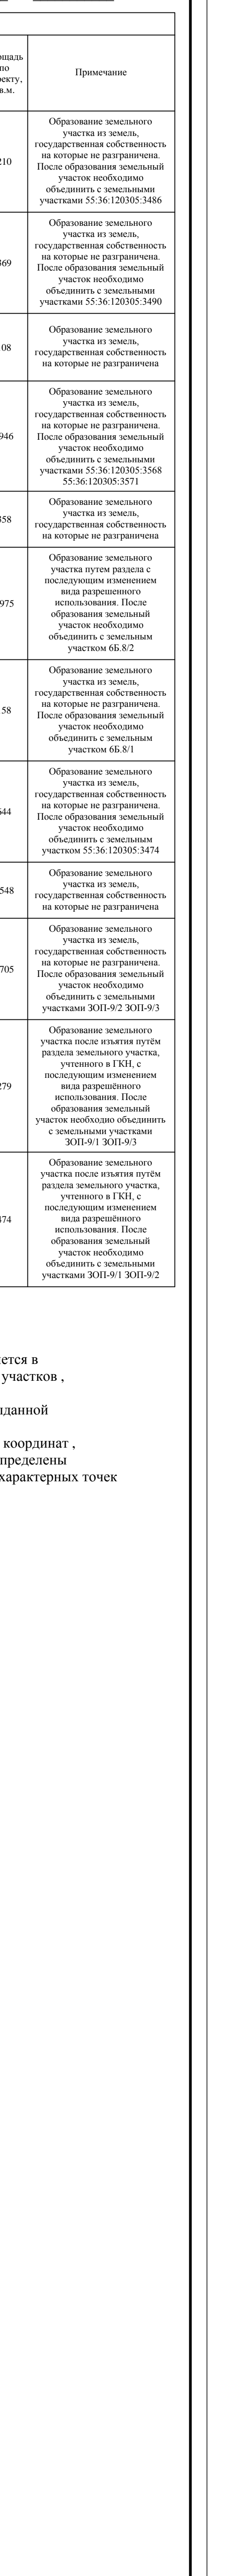 Примечание
Образование земельного
участка из земель,
государственная собственность
на которые не разграничена.
После образования земельный
участок необходимо
объединить с земельными
участками 55:36:120305:3486
210
Образование земельного
участка из земель,
государственная собственность
на которые не разграничена.
После образования земельный
участок необходимо
объединить с земельными
участками 55:36:120305:3490
369
Образование земельного
участка из земель,
государственная собственность
на которые не разграничена
08
Образование земельного
участка из земель,
государственная собственность
на которые не разграничена.
После образования земельный
участок необходимо
объединить с земельными
участками 55:36:120305:3568
55:36:120305:3571
946
Образование земельного
участка из земель,
государственная собственность
на которые не разграничена
358
Образование земельного
участка путем раздела с
последующим изменением
вида разрешенного
использования. После
образования земельный
участок необходимо
объединить с земельным
участком 6Б.8/2
975
Образование земельного
участка из земель,
государственная собственность
на которые не разграничена.
После образования земельный
участок необходимо
объединить с земельным
участком 6Б.8/1
58
Образование земельного
участка из земель,
государственная собственность
на которые не разграничена.
После образования земельный
участок необходимо
объединить с земельным
участком 55:36:120305:3474
644
Образование земельного
участка из земель,
государственная собственность
на которые не разграничена
548
Образование земельного
участка из земель,
государственная собственность
на которые не разграничена.
После образования земельный
участок необходимо
объединить с земельными
участками ЗОП-9/2 ЗОП-9/3
705
Образование земельного
участка после изъятия путём
раздела земельного участка,
учтенного в ГКН, с
последующим изменением
вида разрешённого
использования. После
образования земельный
участок необходио объединить
с земельными участками
ЗОП-9/1 ЗОП-9/3
279
Образование земельного
участка после изъятия путём
раздела земельного участка,
учтенного в ГКН, с
последующим изменением
вида разрешённого
использования. После
образования земельный
участок необходимо
объединить с земельными
участками ЗОП-9/1 ЗОП-9/2
474
участков ,
координат ,
характерных точек